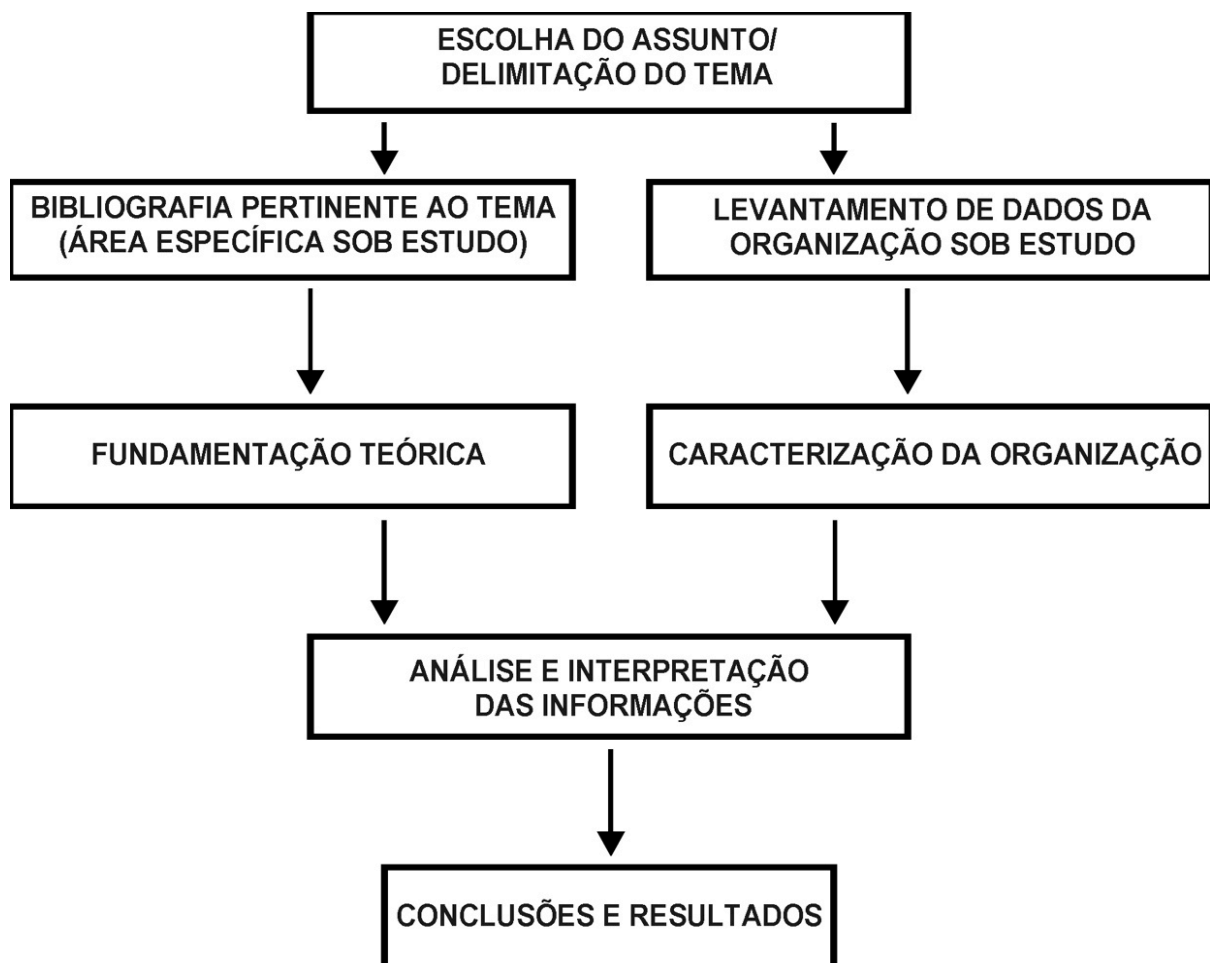 ESCOLHA DO ASSUNTO/
DELIMITAÇÃO DO TEMA
BIBLIOGRAFIA PERTINENTE AO TEMA
(ÁREA ESPECÍFICA SOB ESTUDO)
LEVANTAMENTO DE DADOS DA
ORGANIZAÇÃO SOB ESTUDO
FUNDAMENTAÇÃO TEÓRICA
CARACTERIZAÇÃO DA ORGANIZAÇÃO
ANÁLISE E INTERPRETAÇÃO
DAS INFORMAÇÕES
CONCLUSÕES E RESULTADOS